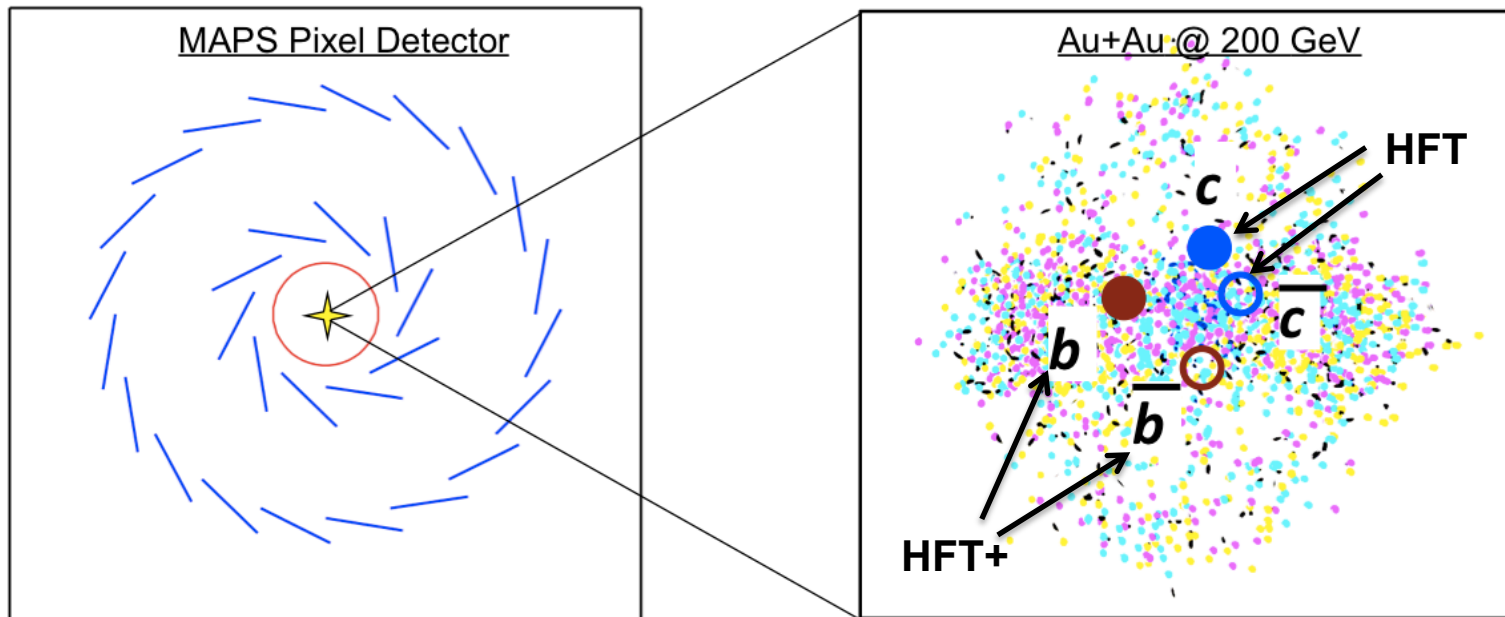 MAPS Pixel Detector
Au+Au @ 200 GeV
HFT
c
c̅
b
b̅
HFT+